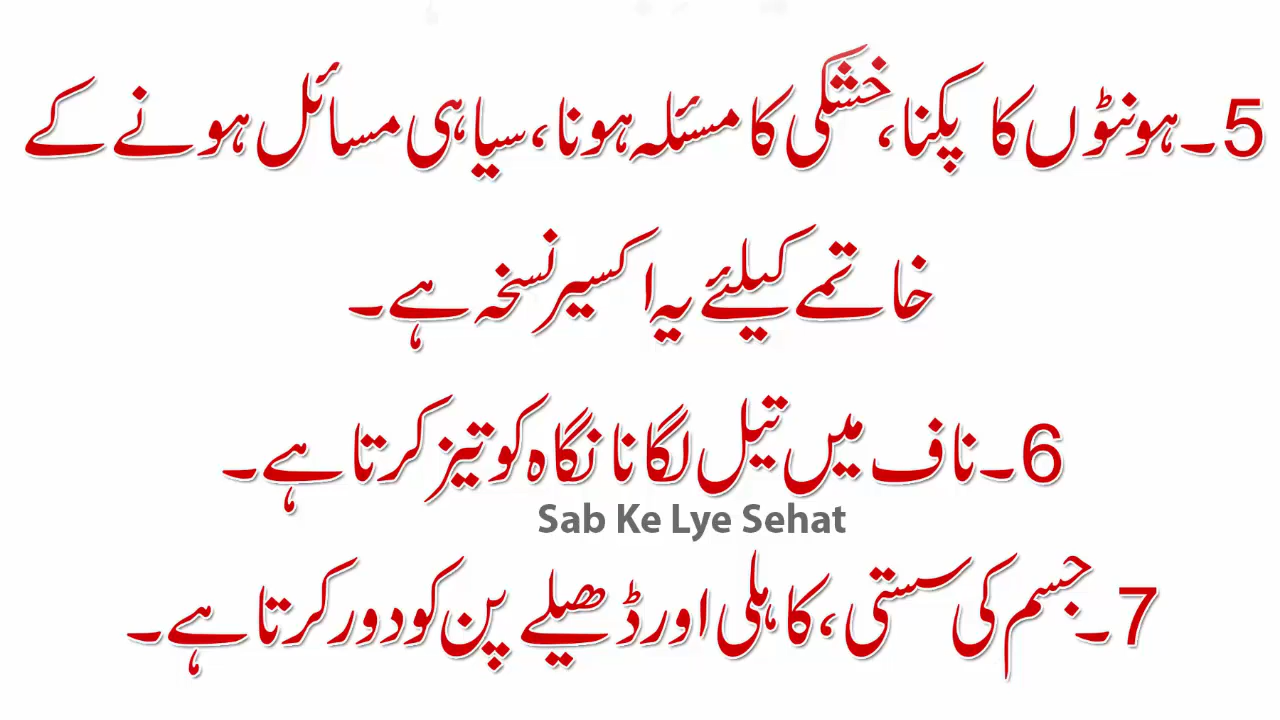 5۔ہونٹوں کا پکنا، خشکی کا مسئلہ ہونا، سیاہی مسائل ہونے کے
خاتمے کیلئے یہ اکسیر نسخہ ہے۔
6۔ناف میں تیل لگانا نگاہ کو تیز کرتا ہے۔
Sab Ke Lye Sehat
7۔جسم کی سستی، کاہلی اور ڈھیلے پن کو دور کرتا ہے۔